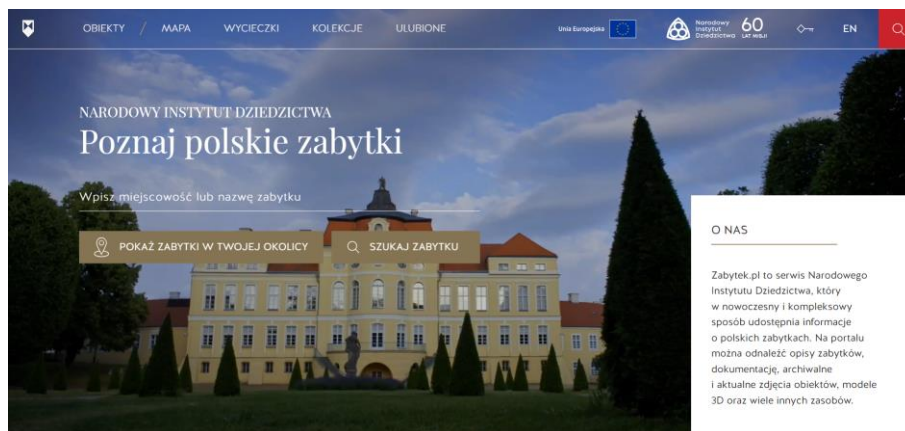 OBIEKTY / MAPA WYCIECZKI KOLEKCJE ULUBIONE Unia Europejska Narodowy Instytut Dziedzictwa 60 LAT MISJI EN
NARODOWY INSTYTUT DZIEDZICTWA
Poznaj polskie zabytki
Wpisz miejscowość lub nazwę zabytku
POKAŻ ZABYTKI W TWOJEJ OKOLICY SZUKAJ ZABYTKU
O NAS
Zabytek.pl to serwis Narodowego
Instytutu Dziedzictwa, który
w nowoczesny i kompleksowy
sposób udostępnia informacje
o polskich zabytkach. Na portalu
można odnaleźć opisy zabytków,
dokumentację, archiwalne
i aktualne zdjęcia obiektów, modele
3D oraz wiele innych zasobów.